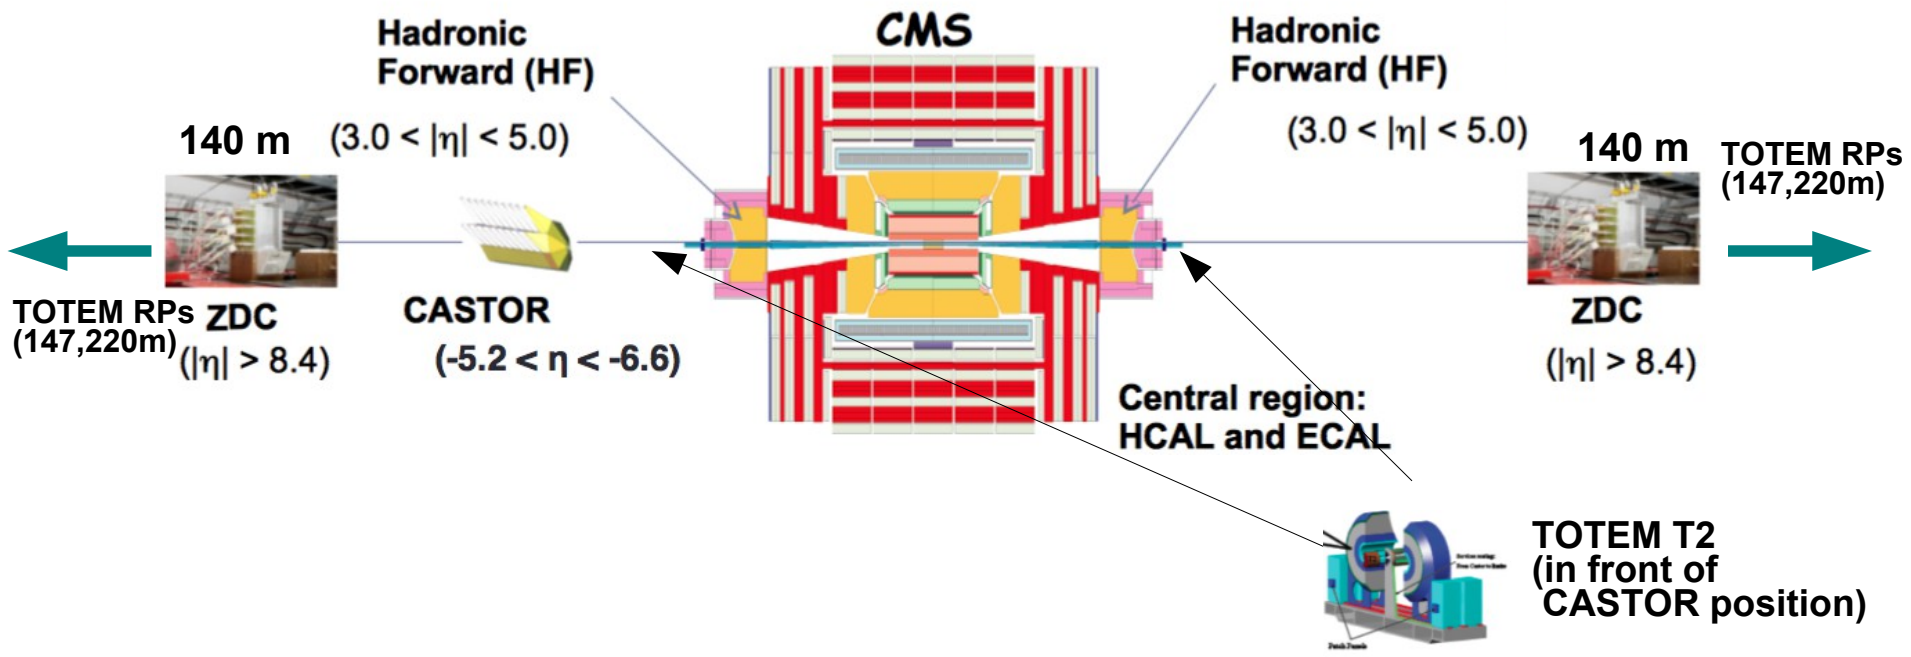 CMS
Hadronic
Forward (HF)
(3.0 < |η| < 5.0)
Hadronic
Forward (HF)
(3.0 < |η| < 5.0)
140 m
140 m
TOTEM RPs
(147,220m)
TOTEM RPs
(147,220m)
ZDC
(|η| > 8.4)
CASTOR
(-5.2 < η < -6.6)
ZDC
(|η| > 8.4)
Central region:
HCAL and ECAL
TOTEM T2
(in front of
CASTOR position)